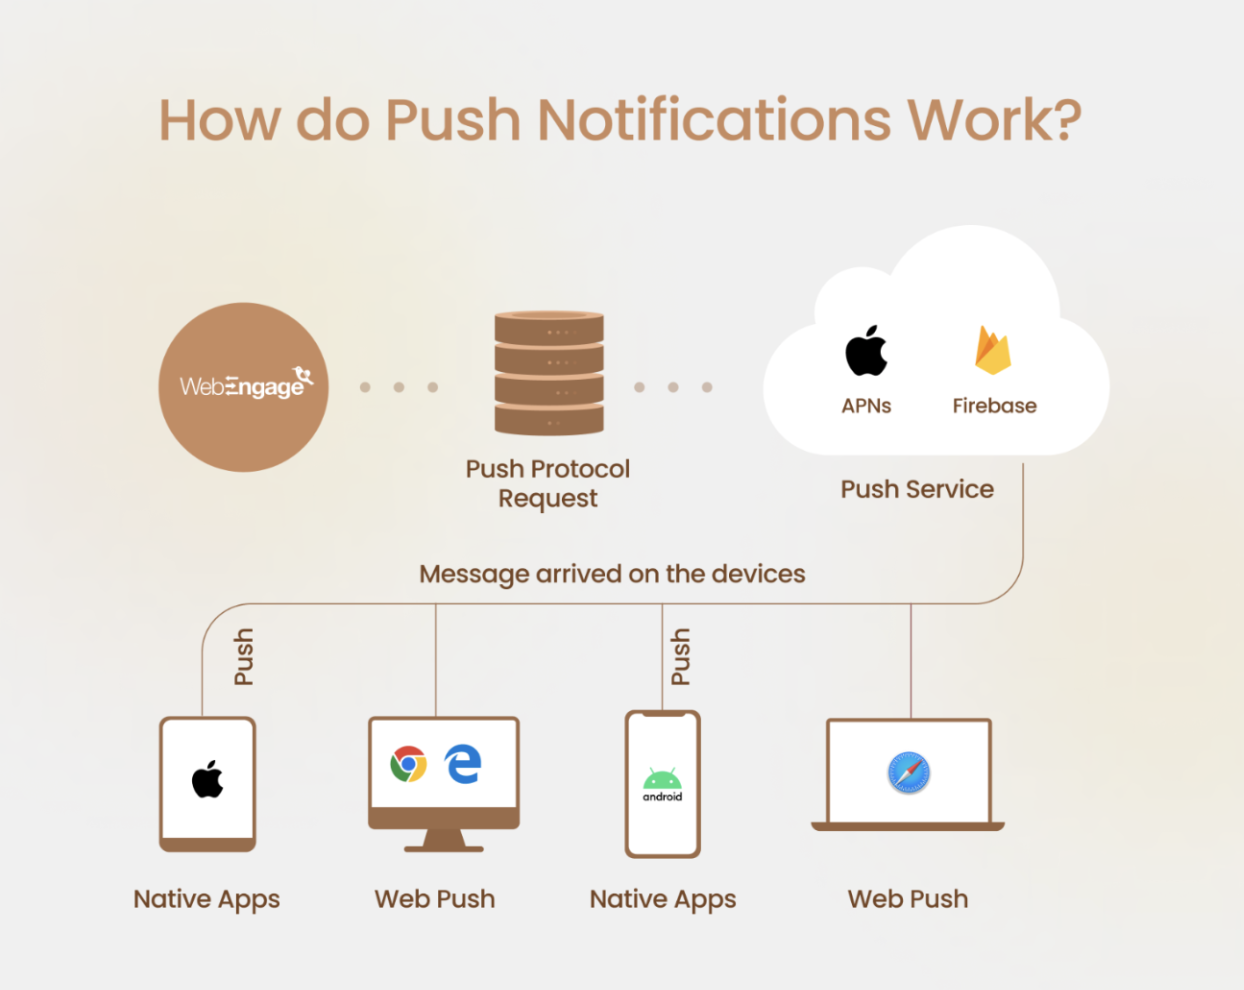 How do Push Notifications Work?
WebEngage
APNs
Firebase
Push Protocol
Request
Push Service
Message arrived on the devices
Push
Push
android
Native Apps
Web Push
Native Apps
Web Push